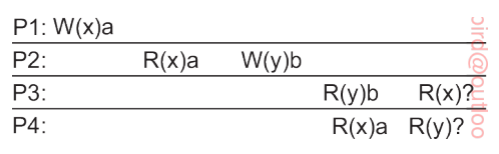 P1: W(x)a
P2: R(x)a W(y)b
P3: R(y)b R(x)?
P4: R(x)a R(y)?